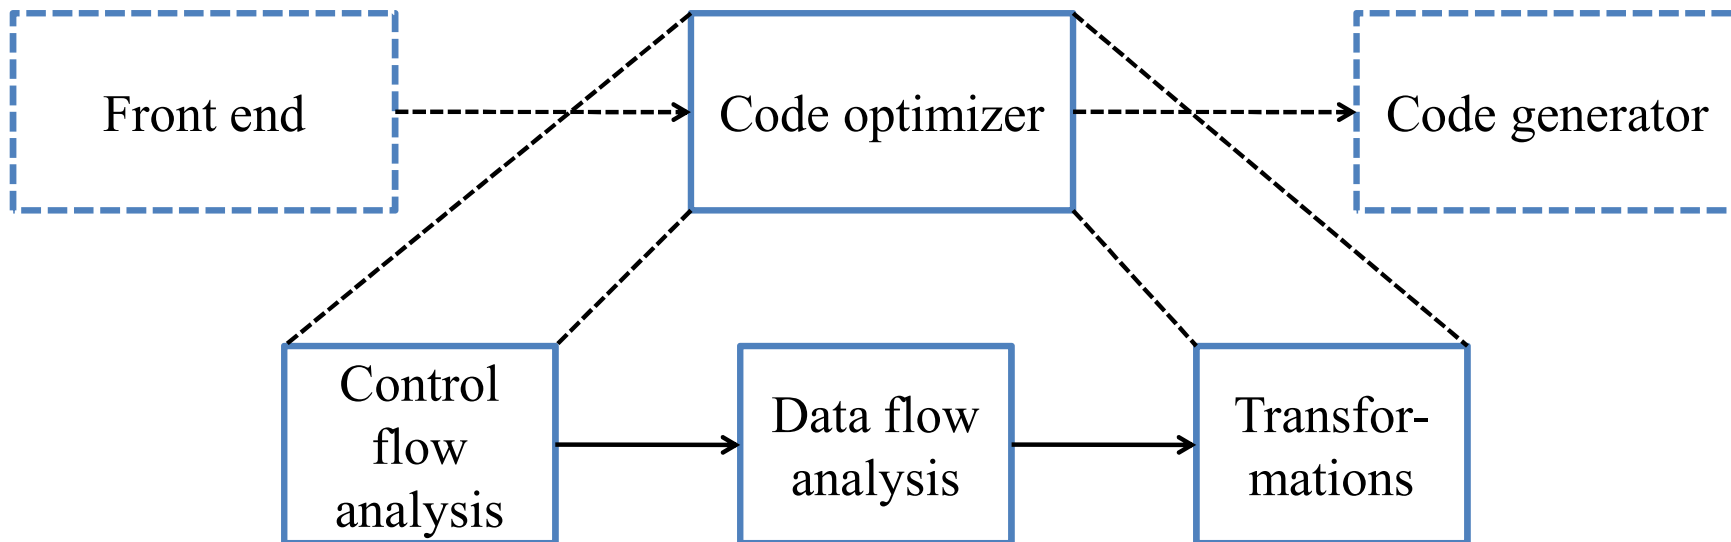 Front end
Code optimizer
Code generator
Control
flow
analysis
Data flow
analysis
Transfor-
mations